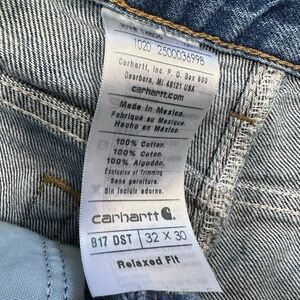 1020 2500036998
Carhartt, Inc. P.O. Box 600
Dearborn, MI 48121 USA
carhartt.com
Made in Mexico.
Fabriqué au Mexique.
Hecho en México.
100% Cotton.
100% Coton.
100% Algodón.
Exclusive of Trimming
Sans garniture.
Sin incluir adorno.
carhartt
B17 DST 32 X 30
Relaxed Fit